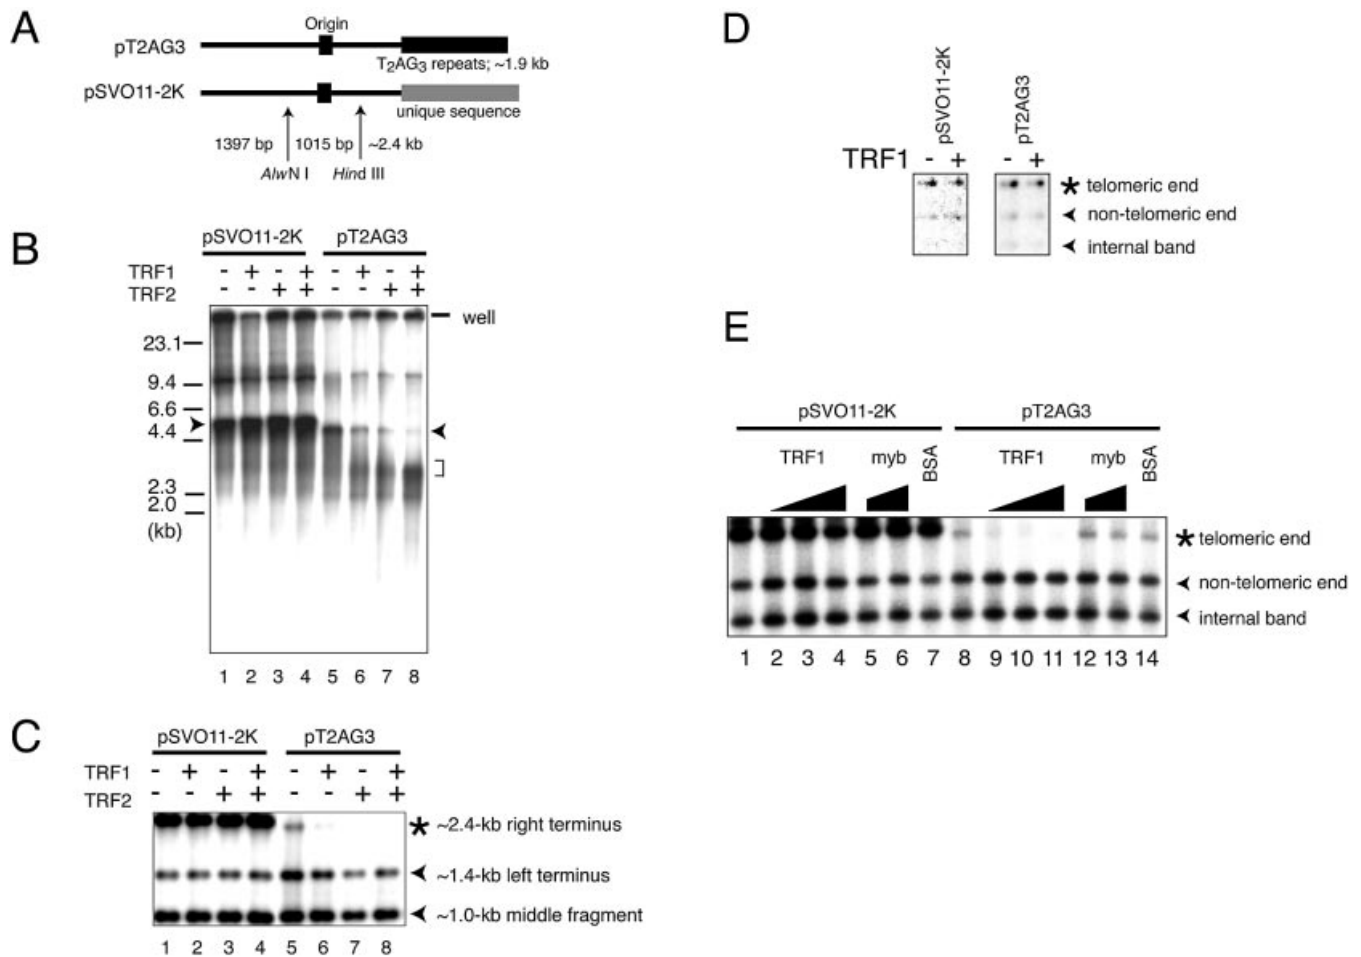 A
Origin
pT2AG3
T2AG3 repeats; ~1.9 kb
pSVO11-2K
unique sequence
1397 bp 1015 bp ~2.4 kb
AlwN I Hind III
B
pSVO11-2K pT2AG3
TRF1 - + - + - + - +
TRF2 - - + + - - + +
well
23.1
9.4
6.6
4.4
2.3
2.0
(kb)
1 2 3 4 5 6 7 8
C
pSVO11-2K pT2AG3
TRF1 - + - + - + - +
TRF2 - - + + - - + +
* ~2.4-kb right terminus
~1.4-kb left terminus
~1.0-kb middle fragment
1 2 3 4 5 6 7 8
D
pSVO11-2K pT2AG3
TRF1 - + - +
* telomeric end
non-telomeric end
internal band
E
pSVO11-2K pT2AG3
TRF1 myb BSA TRF1 myb BSA
* telomeric end
non-telomeric end
internal band
1 2 3 4 5 6 7 8 9 10 11 12 13 14